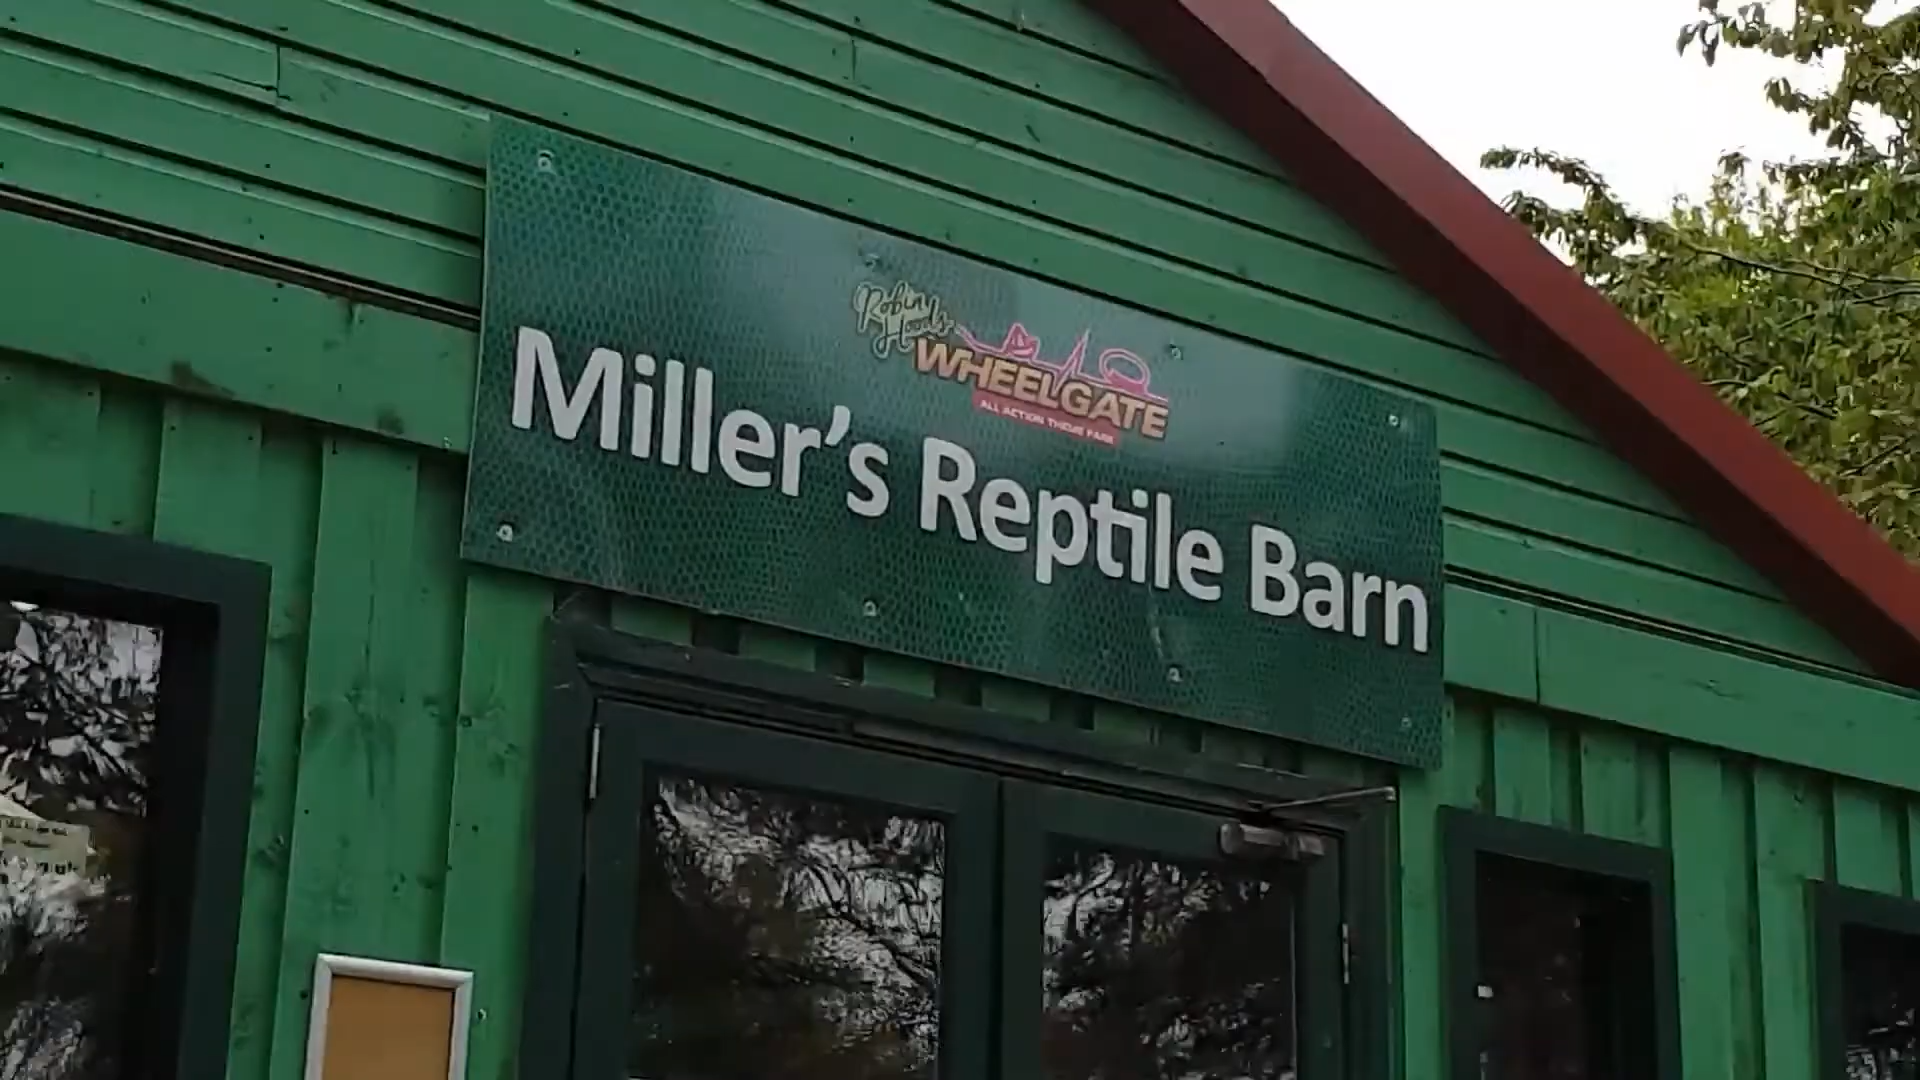 Robin
Hood's
WHEELGATE
ALL ACTION THEME PARK
Miller's Reptile Barn